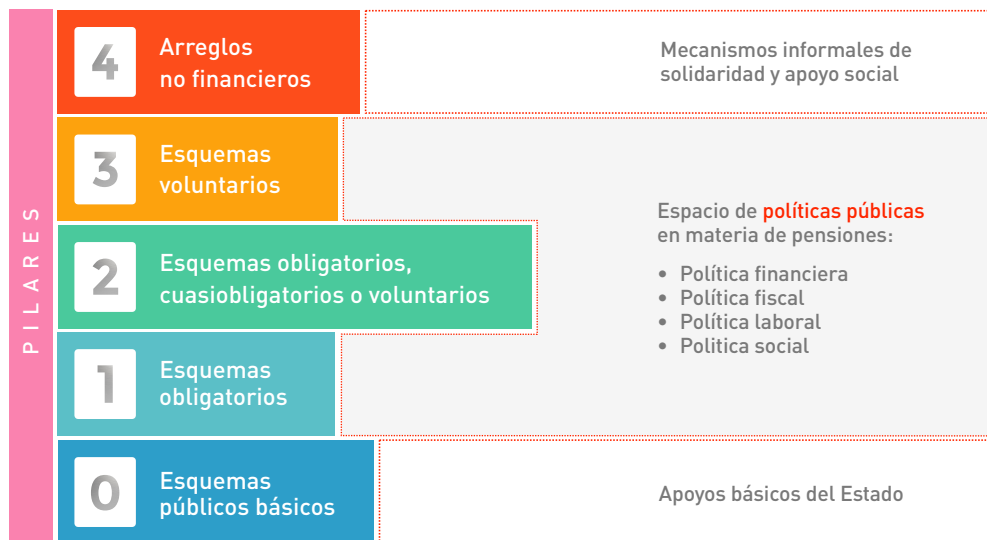 PILARES
4
Arreglos
no financieros
Mecanismos informales de
solidaridad y apoyo social
3
Esquemas
voluntarios
2
Esquemas obligatorios,
cuasiobligatorios o voluntarios
Espacio de políticas públicas
en materia de pensiones:
• Política financiera
• Política fiscal
• Política laboral
• Politica social
1
Esquemas
obligatorios
0
Esquemas
públicos básicos
Apoyos básicos del Estado